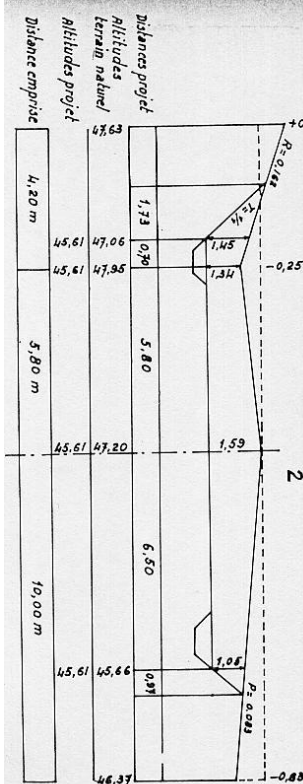 +0
R=0,168
T=1/1
1,45
1,34
-0,25
1,59
2
1,05
P=0.083
-0,83
Distances projet
1,73
0,70
5.80
6.50
0,97
Altitudes
terrain naturel
47,63
47,06
47,95
47,20
45,66
46.37
Altitudes projet
45,61
45,61
45,61
45,61
Distance emprise
4,20 m
5,80 m
10,00 m